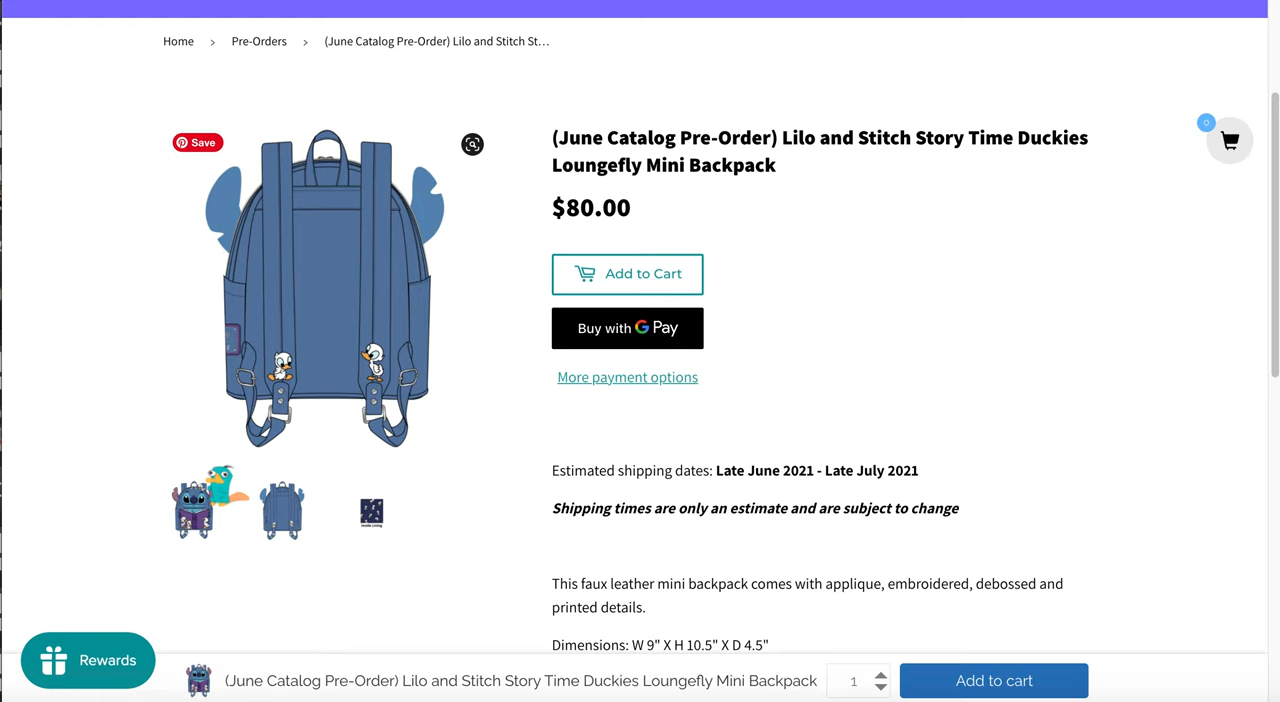 Home > Pre-Orders > (June Catalog Pre-Order) Lilo and Stitch St…
Save
0
(June Catalog Pre-Order) Lilo and Stitch Story Time Duckies
Loungefly Mini Backpack
$80.00
Add to Cart
Buy with G Pay
More payment options
Estimated shipping dates: Late June 2021 - Late July 2021
Shipping times are only an estimate and are subject to change
This faux leather mini backpack comes with applique, embroidered, debossed and
printed details.
Dimensions: W 9" X H 10.5" X D 4.5"
Inside Lining
Rewards
(June Catalog Pre-Order) Lilo and Stitch Story Time Duckies Loungefly Mini Backpack
1
Add to cart